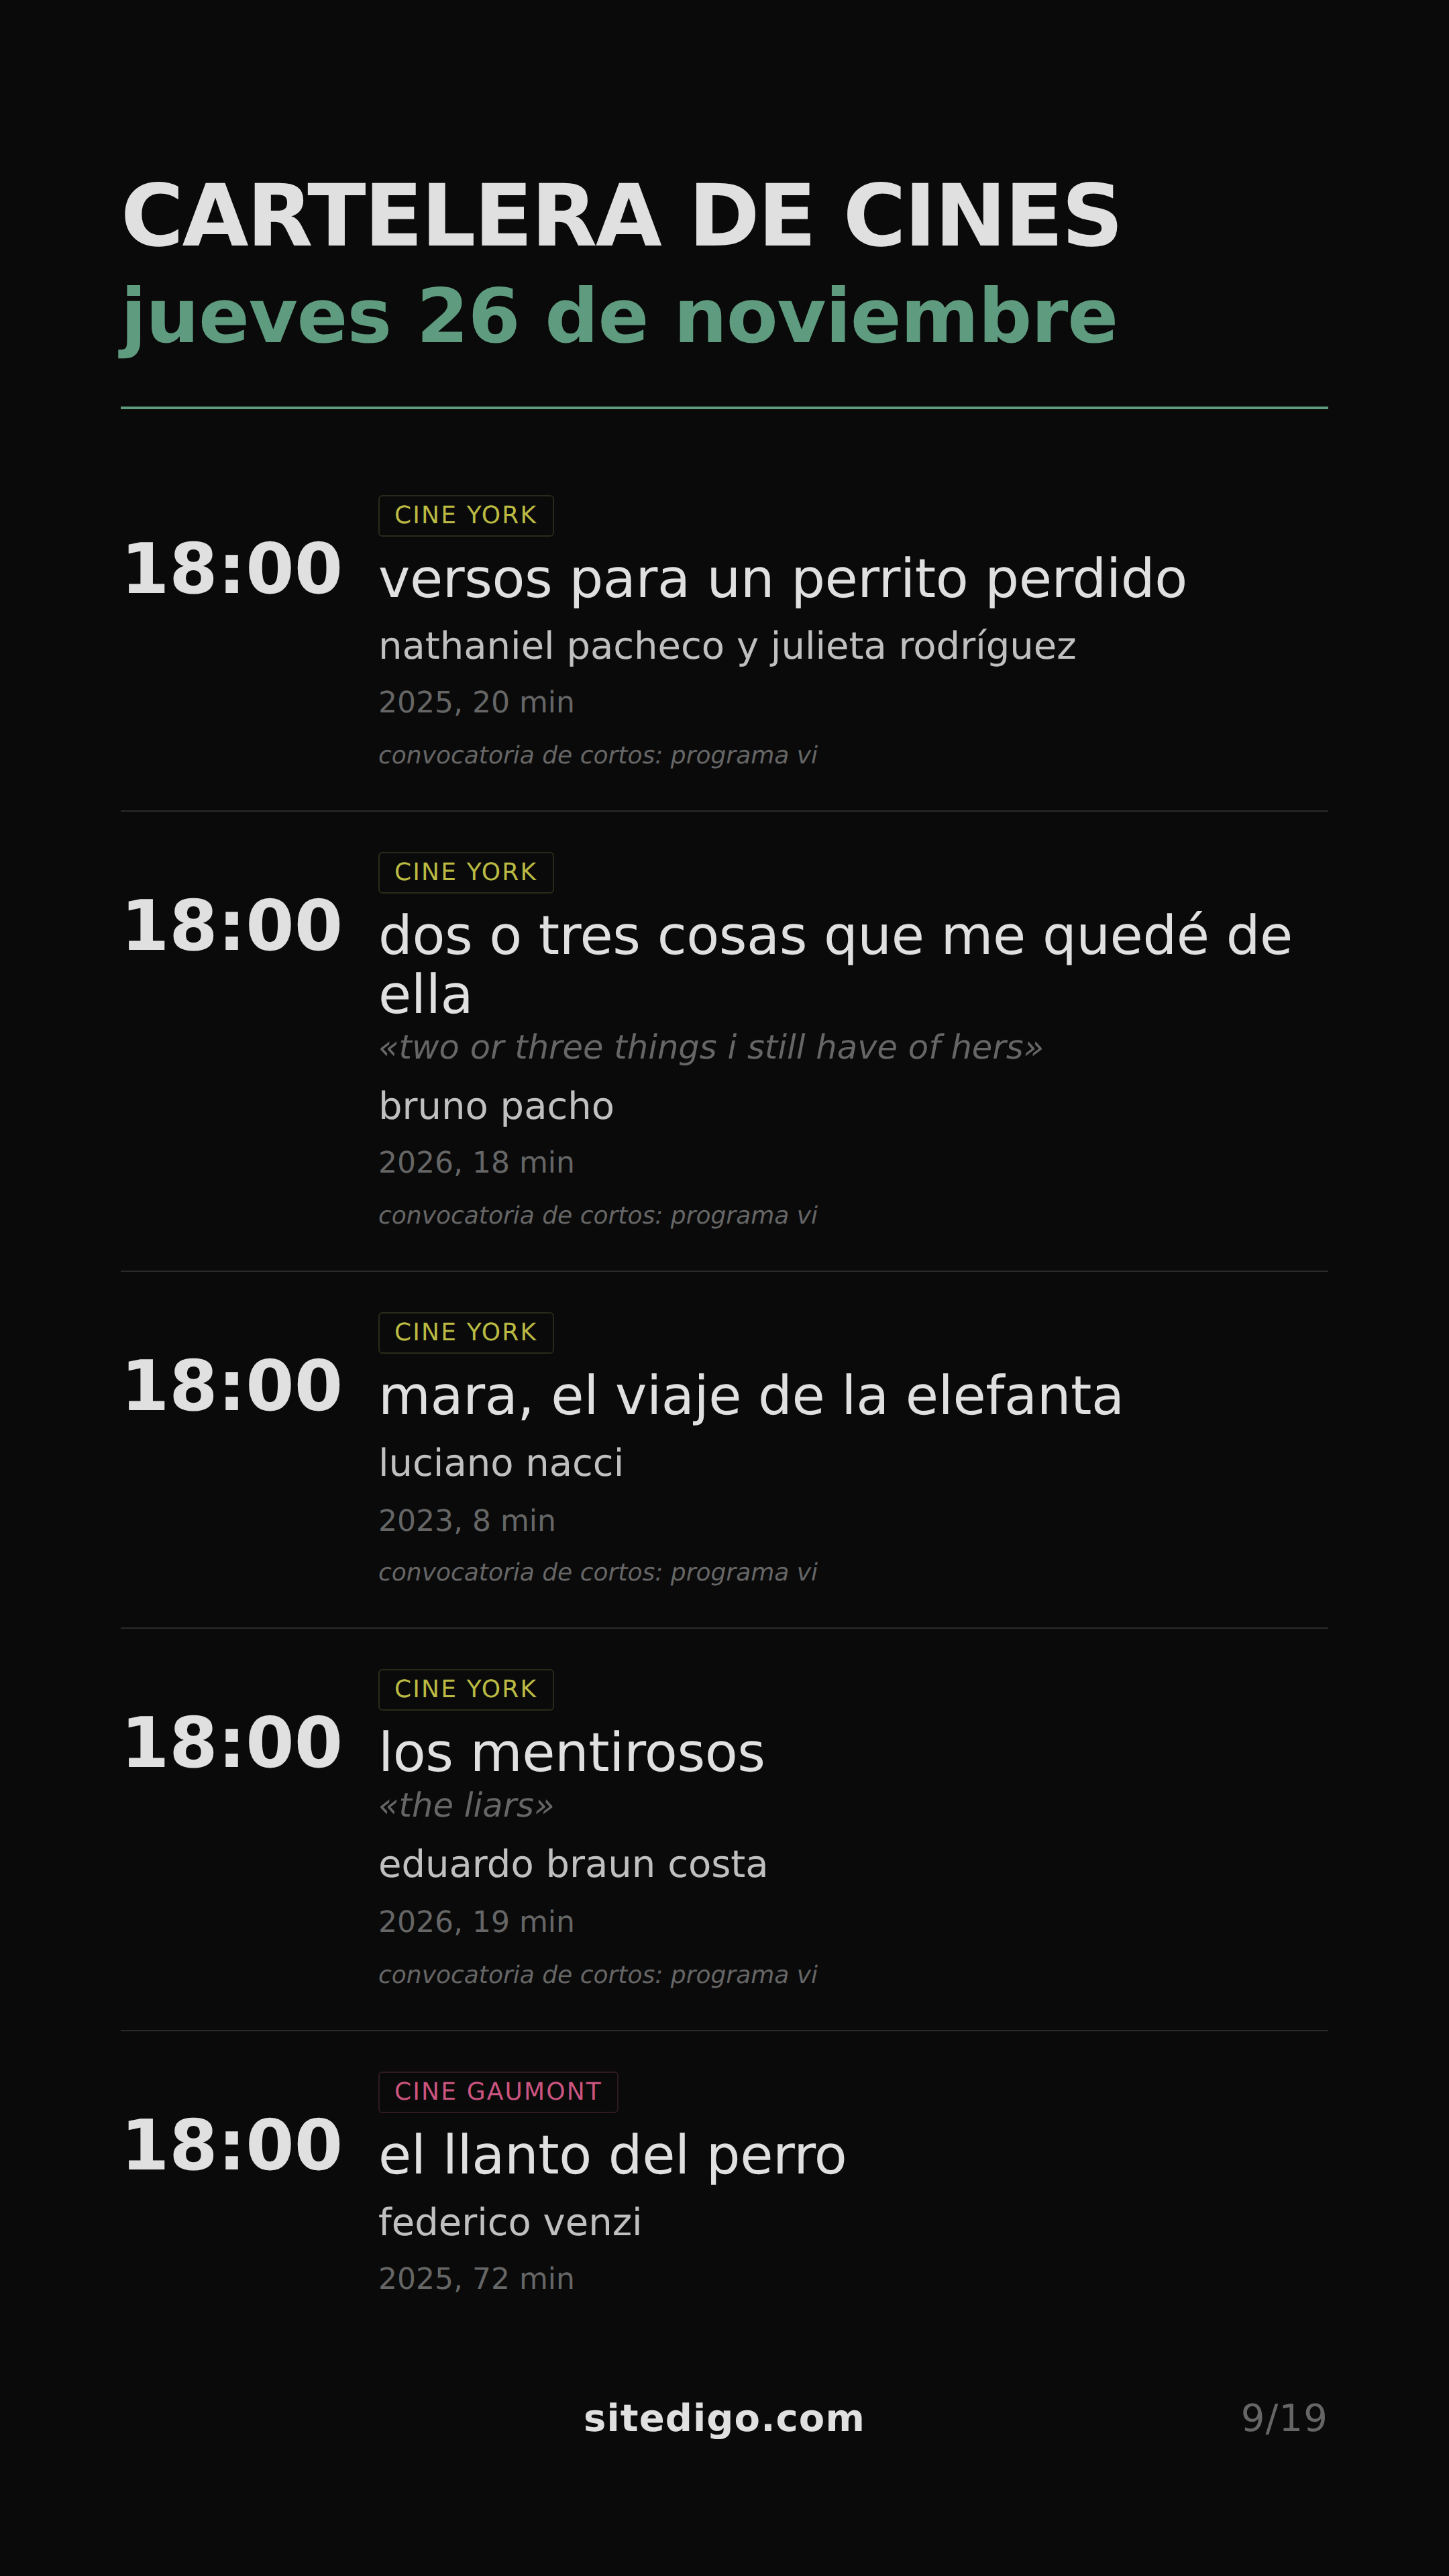 CARTELERA DE CINES
jueves 26 de noviembre
CINE YORK
18:00
versos para un perrito perdido
nathaniel pacheco y julieta rodríguez
2025, 20 min
convocatoria de cortos: programa vi
CINE YORK
18:00
dos o tres cosas que me quedé de
ella
«two or three things i still have of hers»
bruno pacho
2026, 18 min
convocatoria de cortos: programa vi
CINE YORK
18:00
mara, el viaje de la elefanta
luciano nacci
2023, 8 min
convocatoria de cortos: programa vi
CINE YORK
18:00
los mentirosos
«the liars»
eduardo braun costa
2026, 19 min
convocatoria de cortos: programa vi
CINE GAUMONT
18:00
el llanto del perro
federico venzi
2025, 72 min
sitedigo.com
9/19